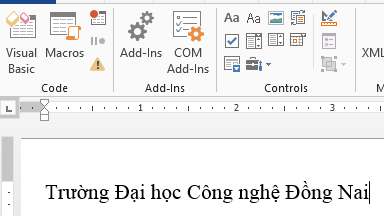 Visual Basic
Macros
Code
Add-Ins
COM Add-Ins
Add-Ins
Aa Aa
Controls
XML
1 2 3
Trường Đại học Công nghệ Đồng Nai